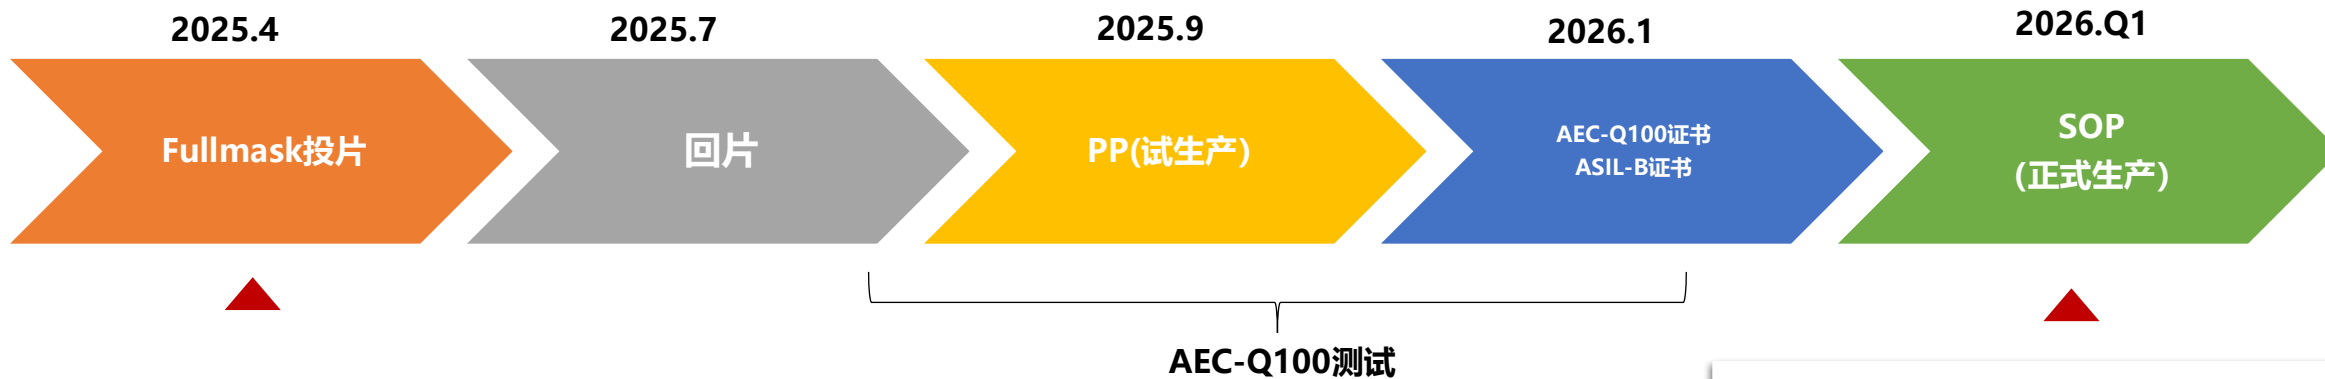 2025.4
2025.7
2025.9
2026.1
2026.Q1
Fullmask投片
回片
PP(试生产)
AEC-Q100证书
ASIL-B证书
SOP
(正式生产)
AEC-Q100测试